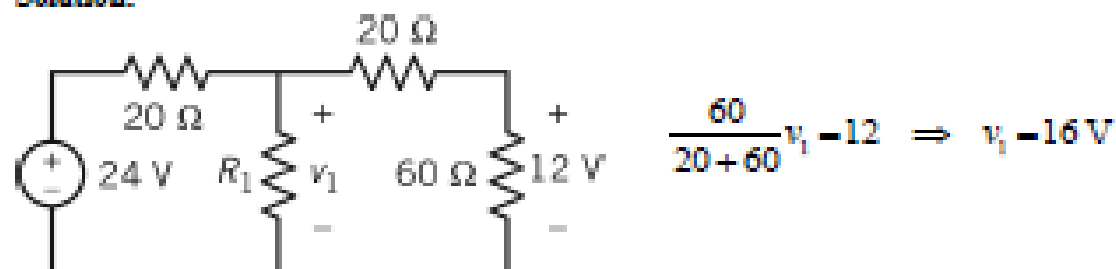 Solution:
20 Ω
20 Ω
+
+
24 V
R₁
v₁
60 Ω
12 V
−
−
60/(20+60) v₁ = 12 ⇒ v₁ = 16 V